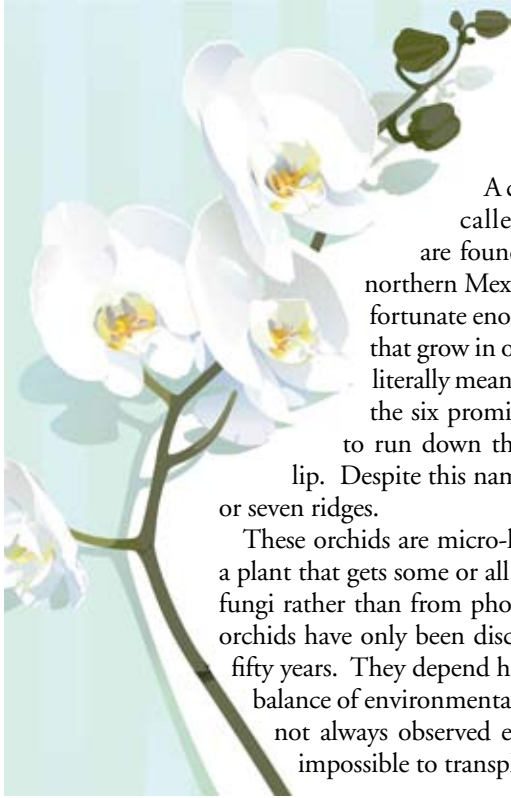 A
calle
are foun
northern Mex
fortunate eno
that grow in o
literally mean
the six promi
to run down th
lip. Despite this nam
or seven ridges.
These orchids are micro-
a plant that gets some or all
fungi rather than from pho
orchids have only been disc
fifty years. They depend h
balance of environmenta
not always observed e
impossible to transpl